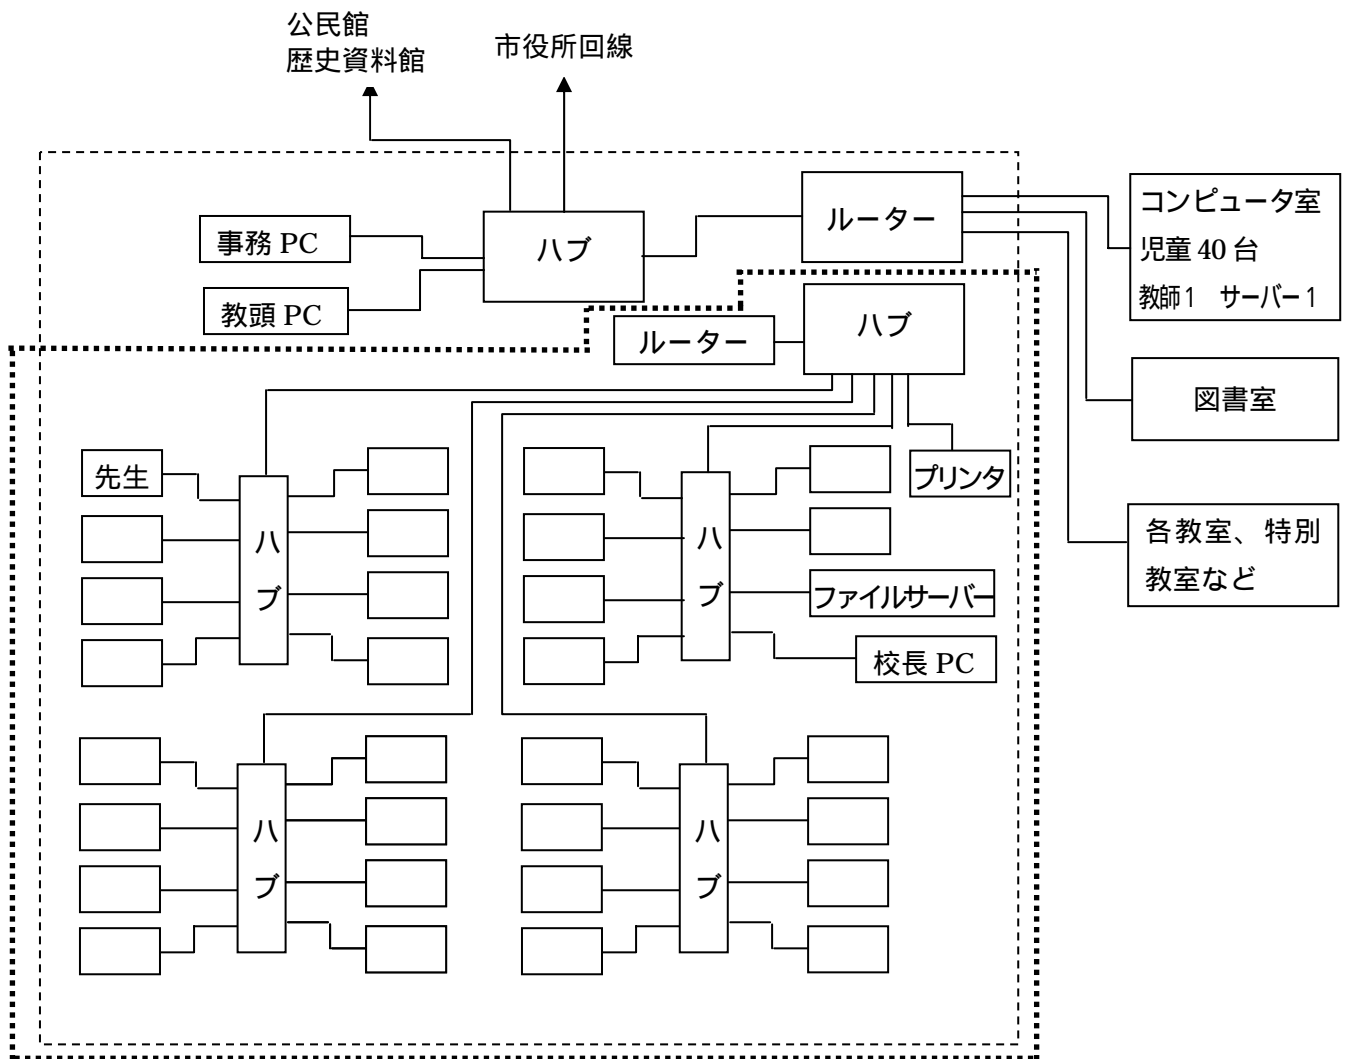 公民館
歴史資料館
市役所回線
事務 PC
教頭 PC
ハブ
ルーター
コンピュータ室
児童 40 台
教師1 サーバー 1
ルーター
ハブ
図書室
先生
ハブ
ハブ
プリンタ
ファイルサーバー
校長 PC
各教室、特別
教室など
ハブ
ハブ